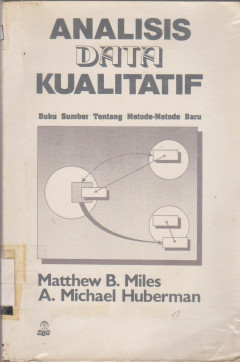 ANALISIS
DATA
KUALITATIF
Buku Sumber Tentang Metode-Metode Baru
Matthew B. Miles
A. Michael Huberman